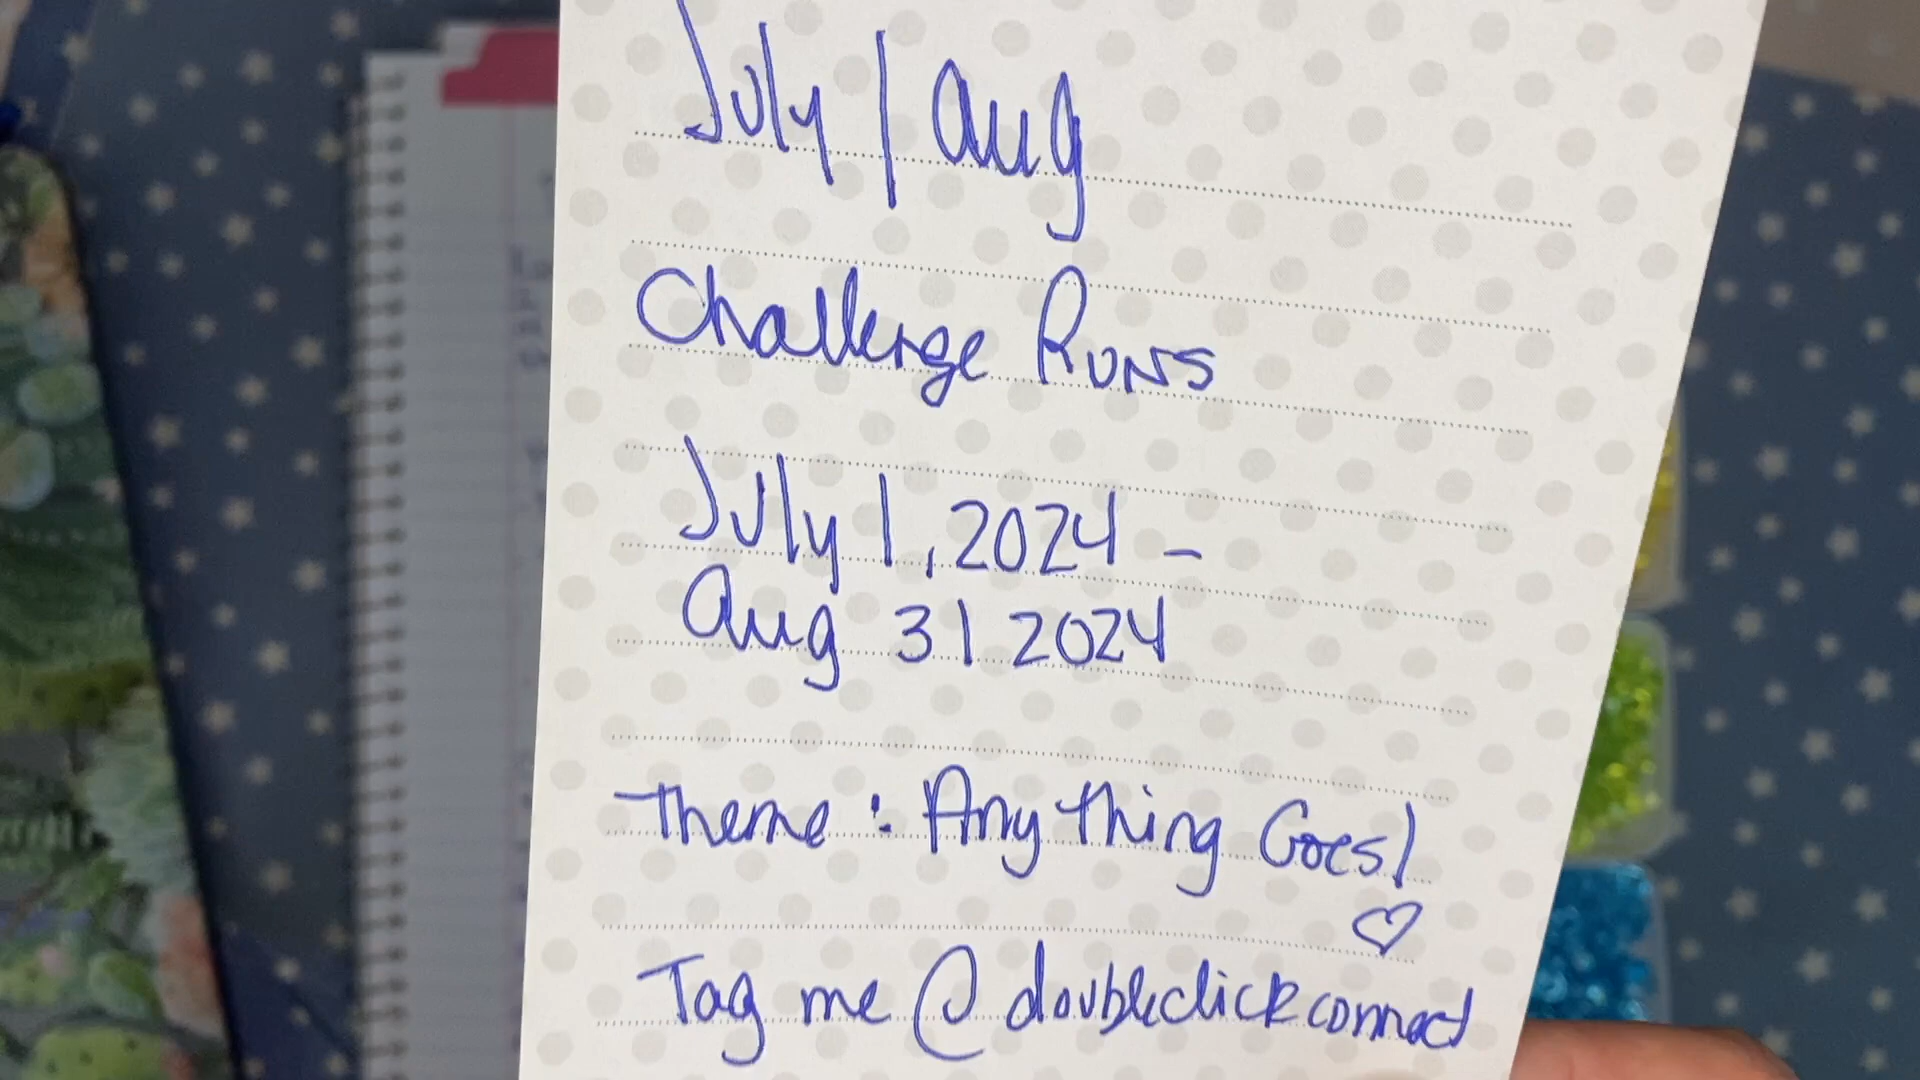 July / Aug
Challenge Runs
July 1, 2024 -
Aug 31 2024
Theme: Anything Goes!
Tag me @doubleclickconnect